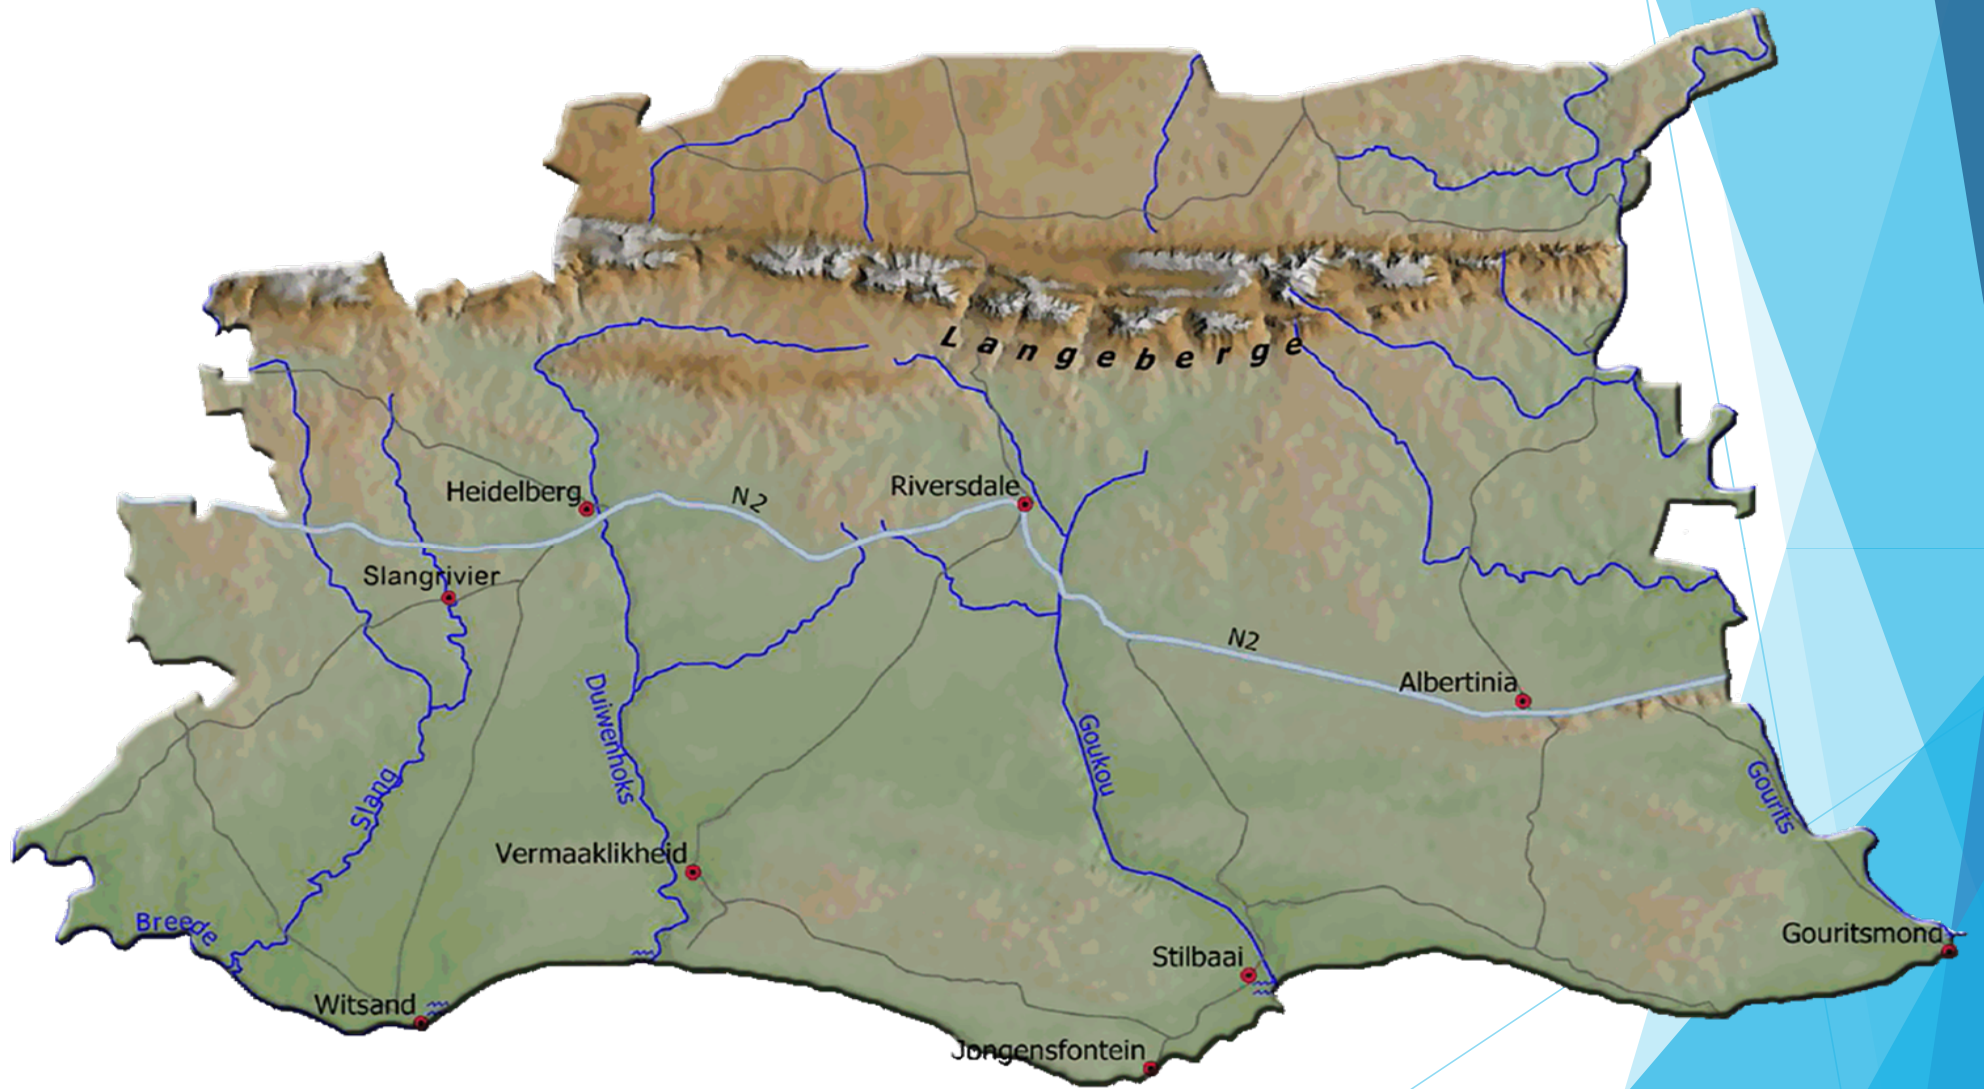 Langeberge
Heidelberg
N2
Riversdale
Slangrivier
N2
Albertinia
Duiwenhoks
Goukou
Slang
Gourits
Vermaaklikheid
Breede
Gouritsmond
Stilbaai
Witsand
Jongensfontein